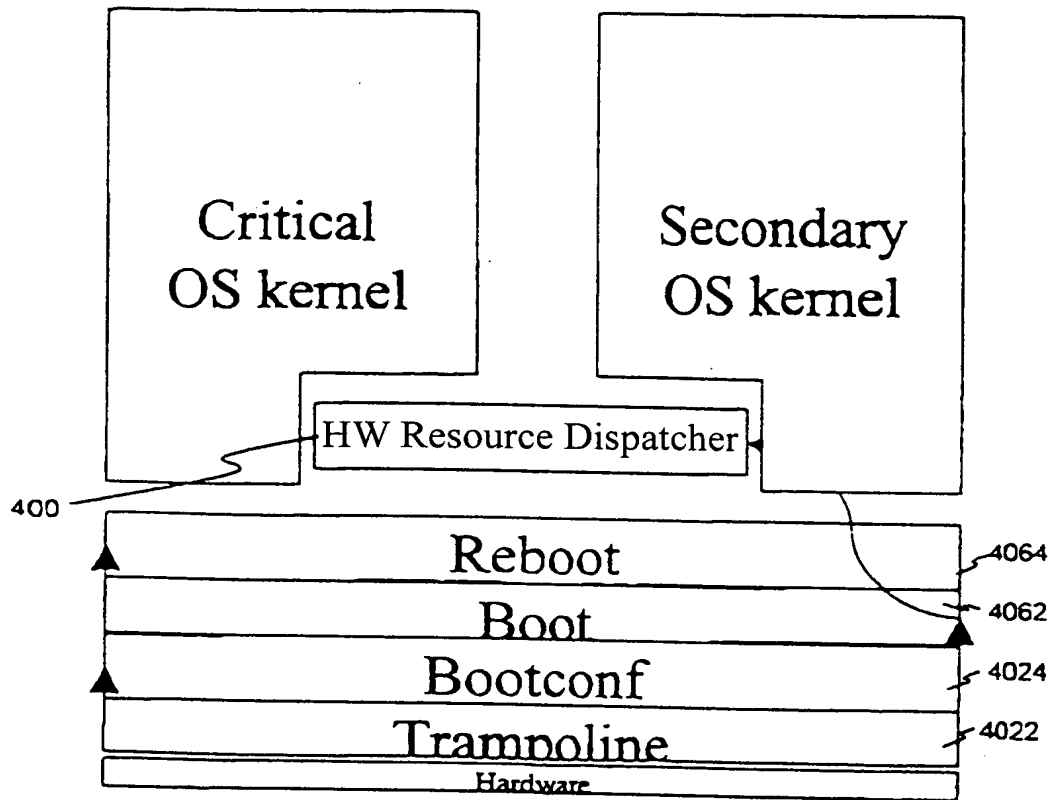 Critical
OS kernel
Secondary
OS kernel
HW Resource Dispatcher
400
Reboot
4064
Boot
4062
Bootconf
4024
Trampoline
4022
Hardware